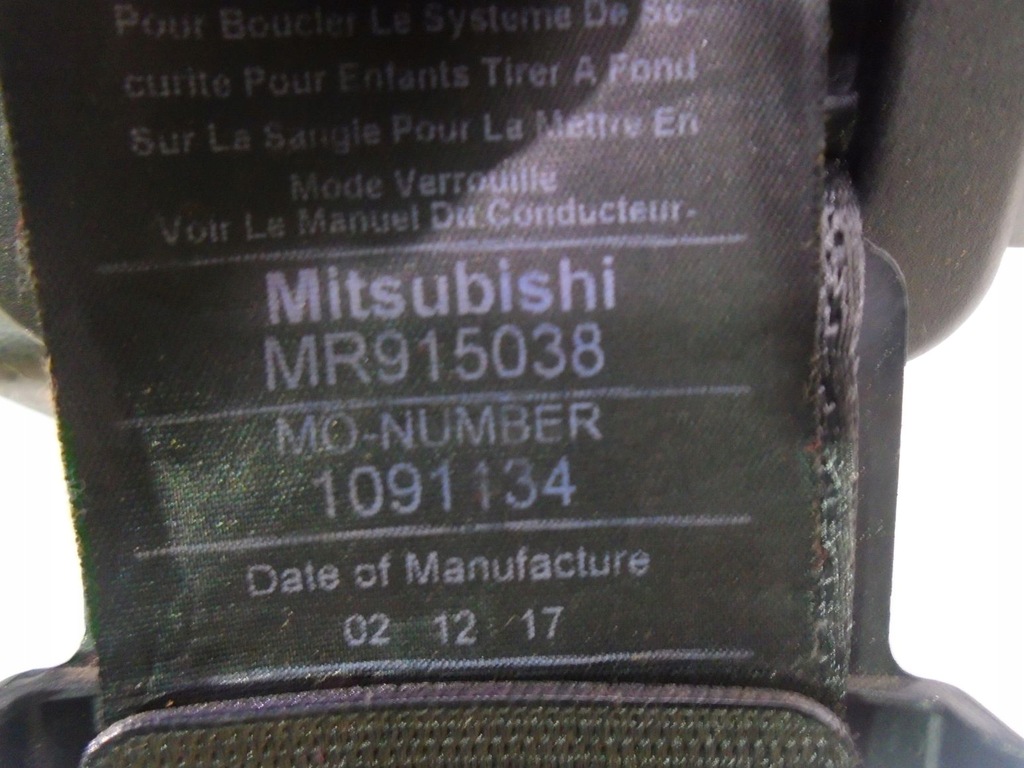 Pour Boucler Le Systeme De Se-
curite Pour Enfants Tirer A Fond
Sur La Sangle Pour La Mettre En
Mode Verrouille
Voir Le Manuel Du Conducteur.
Mitsubishi
MR915038
MO-NUMBER
1091134
Date of Manufacture
02 12 17